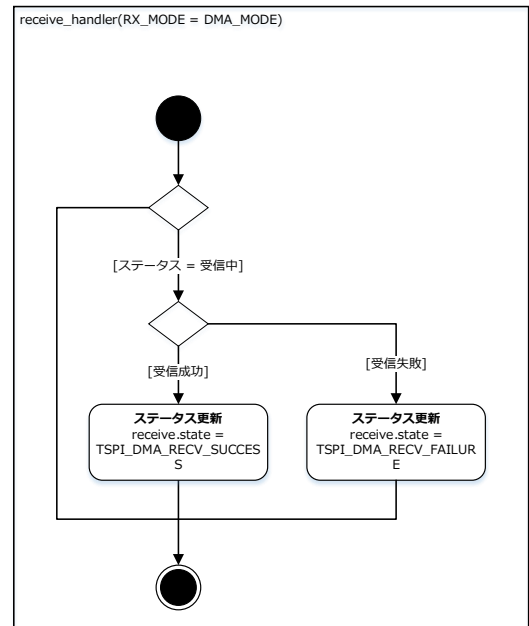 receive_handler(RX_MODE = DMA_MODE)
[ステータス = 受信中]
[受信成功]
[受信失敗]
ステータス更新
receive.state =
TSPI_DMA_RECV_SUCCES
S
ステータス更新
receive.state =
TSPI_DMA_RECV_FAILUR
E